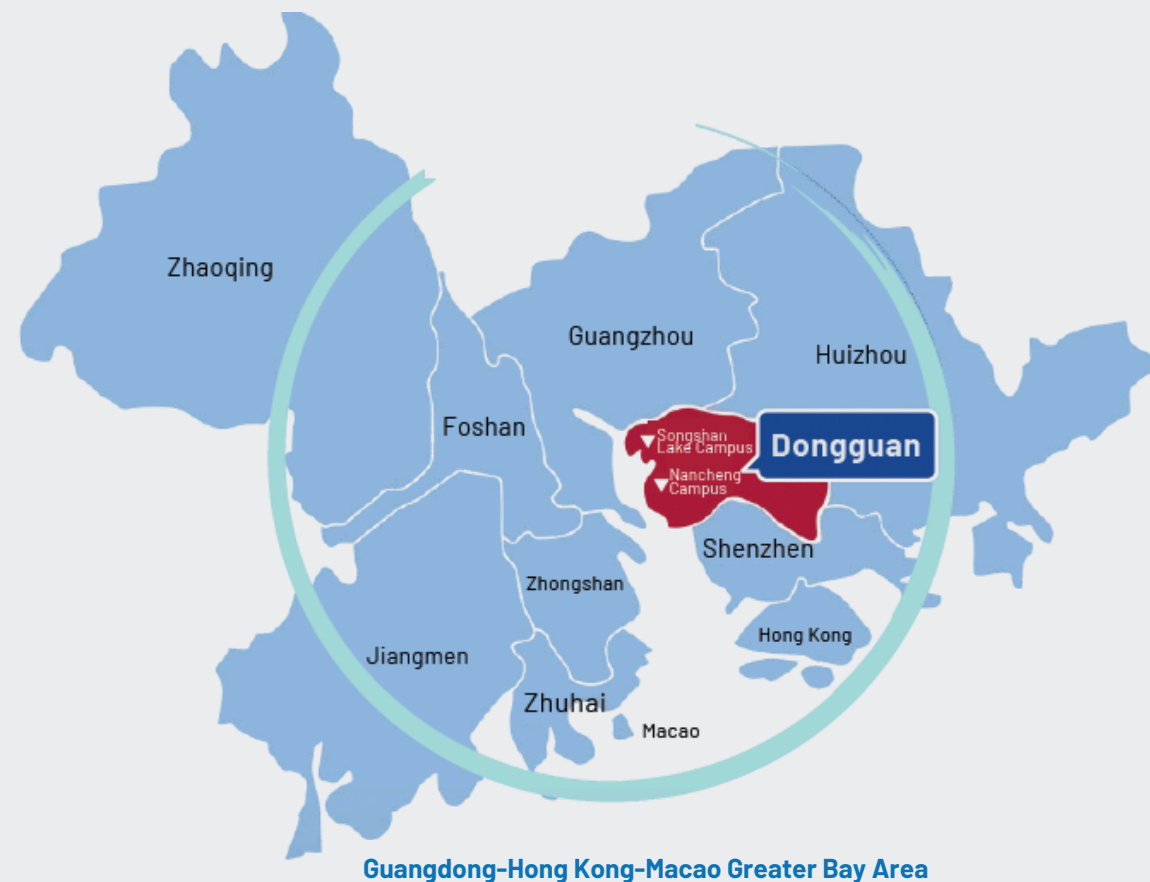 Zhaoqing
Guangzhou
Huizhou
Foshan
Songshan
Lake Campus
Dongguan
Nancheng
Campus
Shenzhen
Zhongshan
Hong Kong
Jiangmen
Zhuhai
Macao
Guangdong-Hong Kong-Macao Greater Bay Area